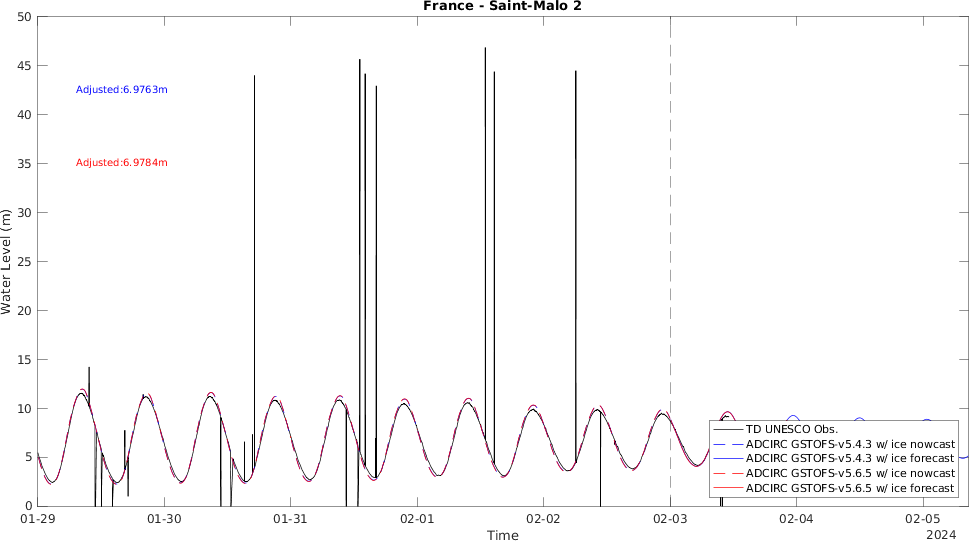 France - Saint-Malo 2
50
45
40
35
30
25
20
15
10
5
0
Water Level (m)
Adjusted:6.9763m
Adjusted:6.9784m
TD UNESCO Obs.
ADCIRC GSTOFS-v5.4.3 w/ ice nowcast
ADCIRC GSTOFS-v5.4.3 w/ ice forecast
ADCIRC GSTOFS-v5.6.5 w/ ice nowcast
ADCIRC GSTOFS-v5.6.5 w/ ice forecast
01-29 01-30 01-31 02-01 02-02 02-03 02-04 02-05
Time
2024